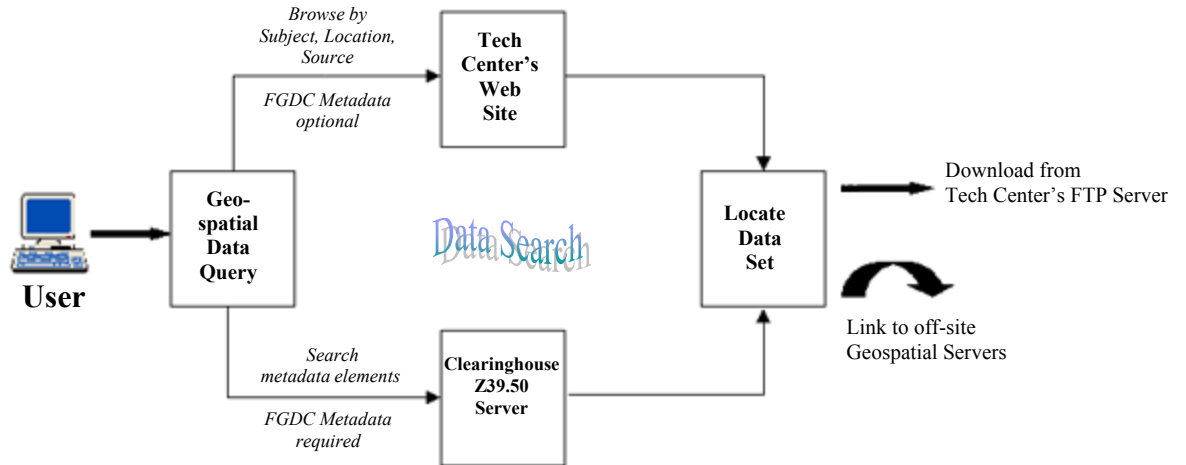 Browse by
Subject, Location,
Source
FGDC Metadata
optional
Tech
Center's
Web
Site
Geo-
spatial
Data
Query
User
Data Search
Locate
Data
Set
Download from
Tech Center's FTP Server
Link to off-site
Geospatial Servers
Search
metadata elements
FGDC Metadata
required
Clearinghouse
Z39.50
Server